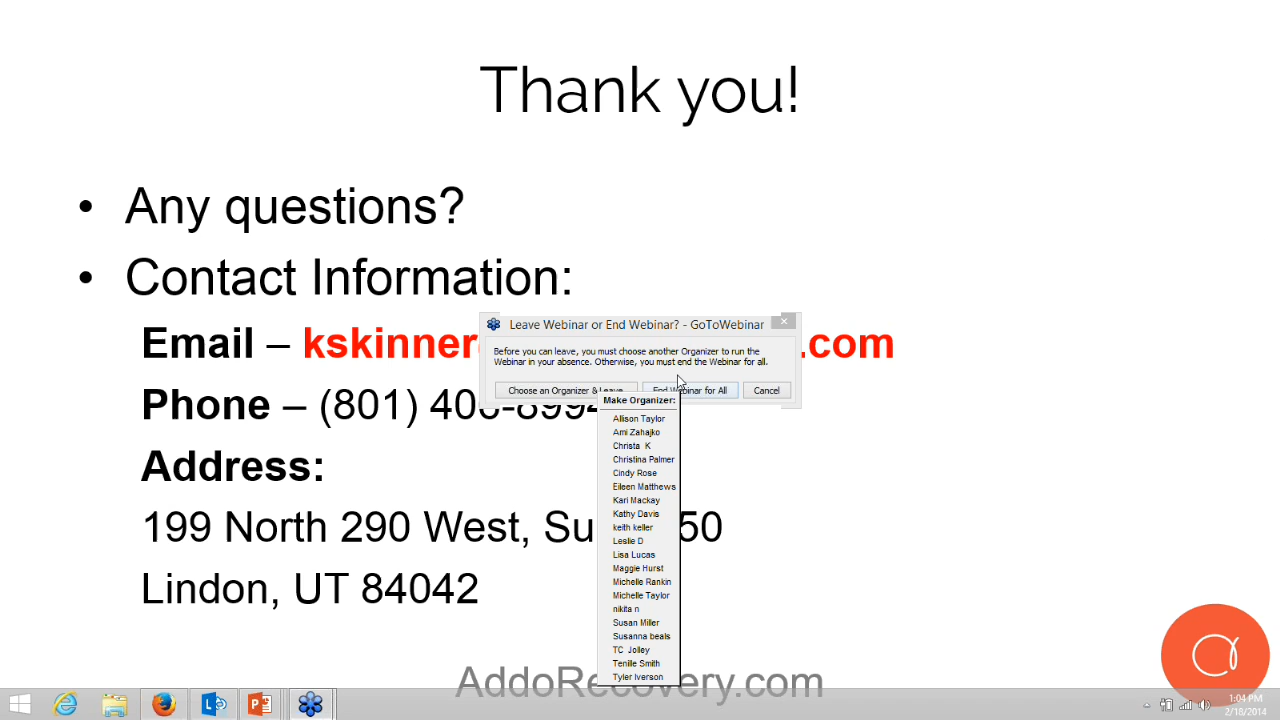 Thank you!
• Any questions?
• Contact Information:
Leave Webinar or End Webinar? - GoToWebinar
Email – kskinner .com
Before you can leave, you must choose another Organizer to run the
Webinar in your absence. Otherwise, you must end the Webinar for all.
Choose an Organizer & Leave End Webinar for All Cancel
Phone – (801)
Make Organizer:
Allison Taylor
Ami Zahajko
Christa K
Christina Palmer
Cindy Rose
Eileen Matthews
Kari Mackay
Kathy Davis
keith keller
Leslie D
Lisa Lucas
Maggie Hurst
Michelle Rankin
Michelle Taylor
nikita n
Susan Miller
Susanna beals
TC Jolley
Tenille Smith
Tyler Iverson
Address:
199 North 290 West, Su 50
Lindon, UT 84042
AddoRecovery.com
1:04 PM
2/18/2014